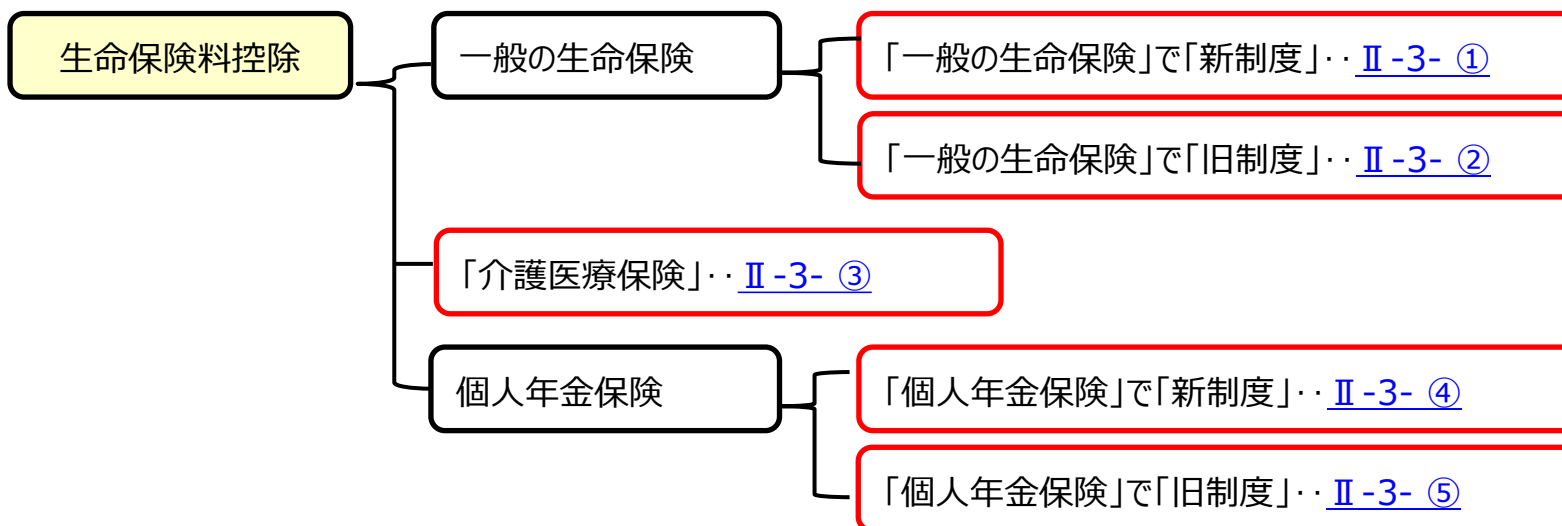 生命保険料控除
一般の生命保険
「一般の生命保険」で「新制度」‥ Ⅱ-3- ①
「一般の生命保険」で「旧制度」‥ Ⅱ-3- ②
「介護医療保険」‥ Ⅱ-3- ③
個人年金保険
「個人年金保険」で「新制度」‥ Ⅱ-3- ④
「個人年金保険」で「旧制度」‥ Ⅱ-3- ⑤